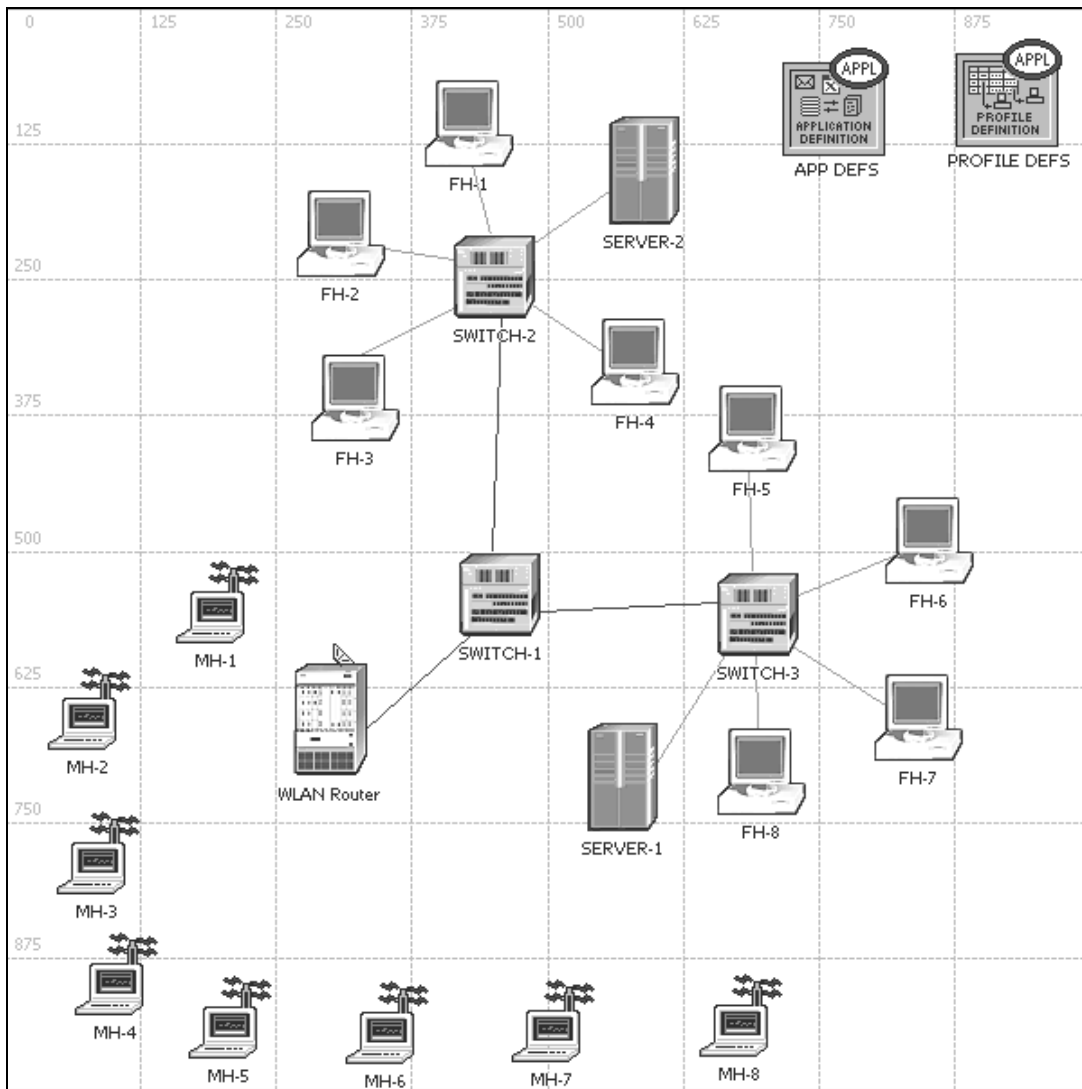 0 125 250 375 500 625 750 875
APPL
APPL
APPLICATION
DEFINITION
PROFILE
DEFINITION
APP DEFS
PROFILE DEFS
125
FH-1
SERVER-2
250
FH-2
SWITCH-2
375
FH-4
FH-3
FH-5
500
FH-6
SWITCH-1
MH-1
SWITCH-3
625
MH-2
FH-7
WLAN Router
750
FH-8
SERVER-1
MH-3
875
MH-4
MH-5
MH-6
MH-7
MH-8